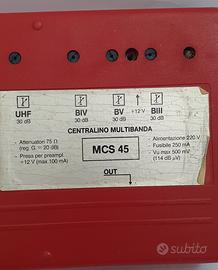 UHF BIV BV +12V BIII
30 dB 30 dB 30 dB 30 dB
CENTRALINO MULTIBANDA
- Attenuatori 75 Ω
(reg. G = 20 dB)
- Presa per preampl.
+12 V (max 100 mA)
MCS 45
- Alimentazione 220 V
- Fusibile 250 mA
- Vu max 500 mV
(114 dB µV)
OUT
subito